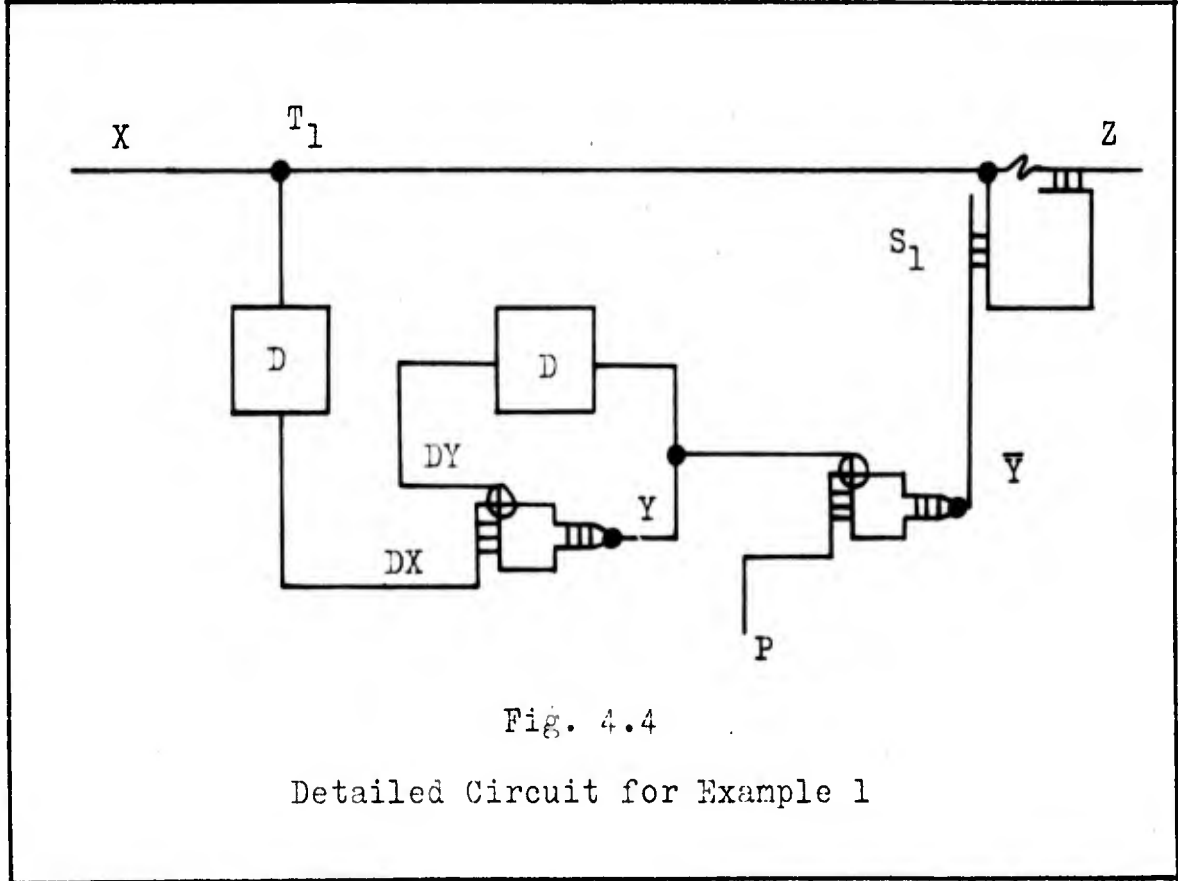 X
T1
Z
S1
D
D
DY
Y
Y̅
DX
P
Fig. 4.4
Detailed Circuit for Example 1